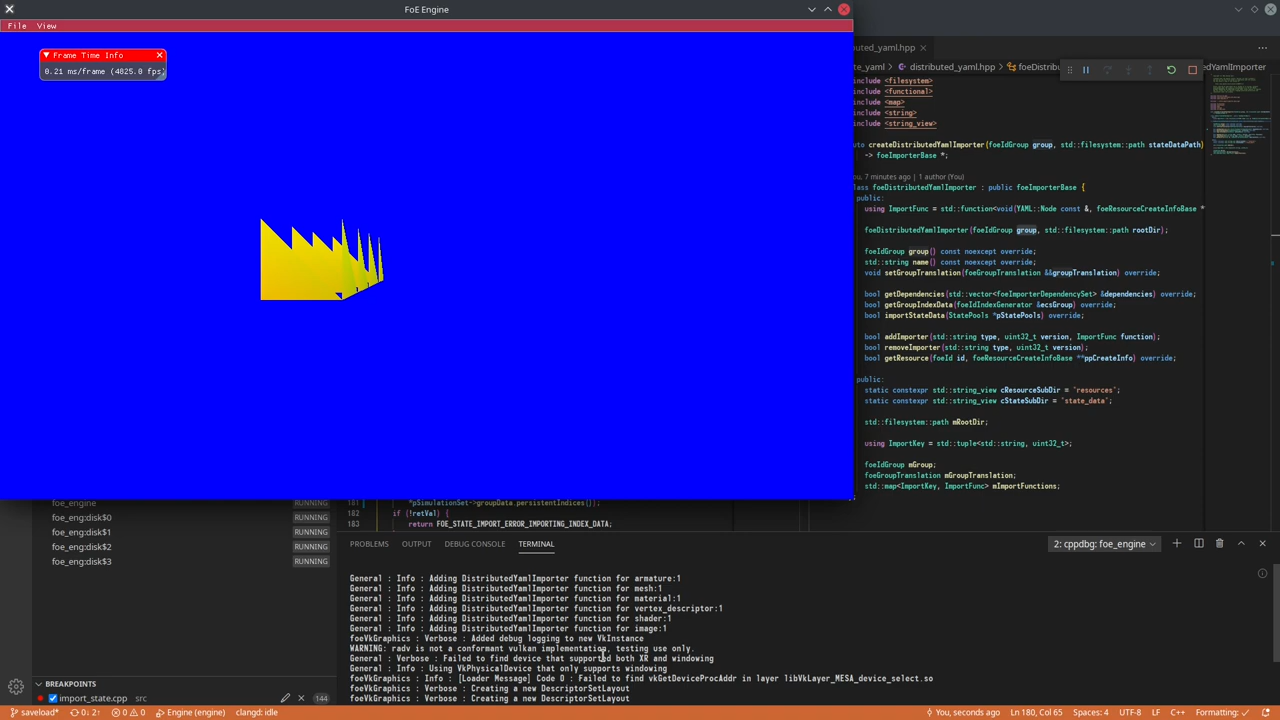 FoE Engine
File View
Frame Time Info
0.21 ms/frame (4825.0 fps)
buted_yaml.hpp
te_yaml > distributed_yaml.hpp > foeDistri edYamlImporter
include <filesystem>
include <functional>
include <map>
include <string>
include <string_view>
uto createDistributedYamlImporter(foeIdGroup group, std::filesystem::path stateDataPath)
-> foeImporterBase *;
ou, 7 minutes ago | 1 author (You)
lass foeDistributedYamlImporter : public foeImporterBase {
public:
using ImportFunc = std::function<void(YAML::Node const &, foeResourceCreateInfoBase *
foeDistributedYamlImporter(foeIdGroup group, std::filesystem::path rootDir);
foeIdGroup group() const noexcept override;
std::string name() const noexcept override;
void setGroupTranslation(foeGroupTranslation &&groupTranslation) override;
bool getDependencies(std::vector<foeImporterDependencySet> &dependencies) override;
bool getGroupIndexData(foeIdIndexGenerator &ecsGroup) override;
bool importStateData(StatePools *pStatePools) override;
bool addImporter(std::string type, uint32_t version, ImportFunc function);
bool removeImporter(std::string type, uint32_t version);
bool getResource(foeId id, foeResourceCreateInfoBase **ppCreateInfo) override;
public:
static constexpr std::string_view cResourceSubDir = "resources";
static constexpr std::string_view cStateSubDir = "state_data";
std::filesystem::path mRootDir;
using ImportKey = std::tuple<std::string, uint32_t>;
foeIdGroup mGroup;
foeGroupTranslation mGroupTranslation;
std::map<ImportKey, ImportFunc> mImportFunctions;
foe_engine RUNNING
foe_eng:disk$0 RUNNING
foe_eng:disk$1 RUNNING
foe_eng:disk$2 RUNNING
foe_eng:disk$3 RUNNING
181 *pSimulationSet->groupData.persistentIndices());
182 if (!retVal)
183 return FOE_STATE_IMPORT_ERROR_IMPORTING_INDEX_DATA;
PROBLEMS OUTPUT DEBUG CONSOLE TERMINAL 2: cppdbg: foe_engine
General : Info : Adding DistributedYamlImporter function for armature:1
General : Info : Adding DistributedYamlImporter function for mesh:1
General : Info : Adding DistributedYamlImporter function for material:1
General : Info : Adding DistributedYamlImporter function for vertex_descriptor:1
General : Info : Adding DistributedYamlImporter function for shader:1
General : Info : Adding DistributedYamlImporter function for image:1
foeVkGraphics : Verbose : Added debug logging to new VkInstance
WARNING: radv is not a conformant vulkan implementation, testing use only.
General : Verbose : Failed to find device that supported both XR and windowing
General : Info : Using VkPhysicalDevice that only supports windowing
foeVkGraphics : Info : [Loader Message] Code 0 : Failed to find vkGetDeviceProcAddr in layer libVkLayer_MESA_device_select.so
foeVkGraphics : Verbose : Creating a new DescriptorSetLayout
foeVkGraphics : Verbose : Creating a new DescriptorSetLayout
BREAKPOINTS
import_state.cpp src 144
saveload* 0↓ 2↑ 0 0 Engine (engine) clangd: idle You, seconds ago Ln 180, Col 65 Spaces: 4 UTF-8 LF C++ Formatting: ✓